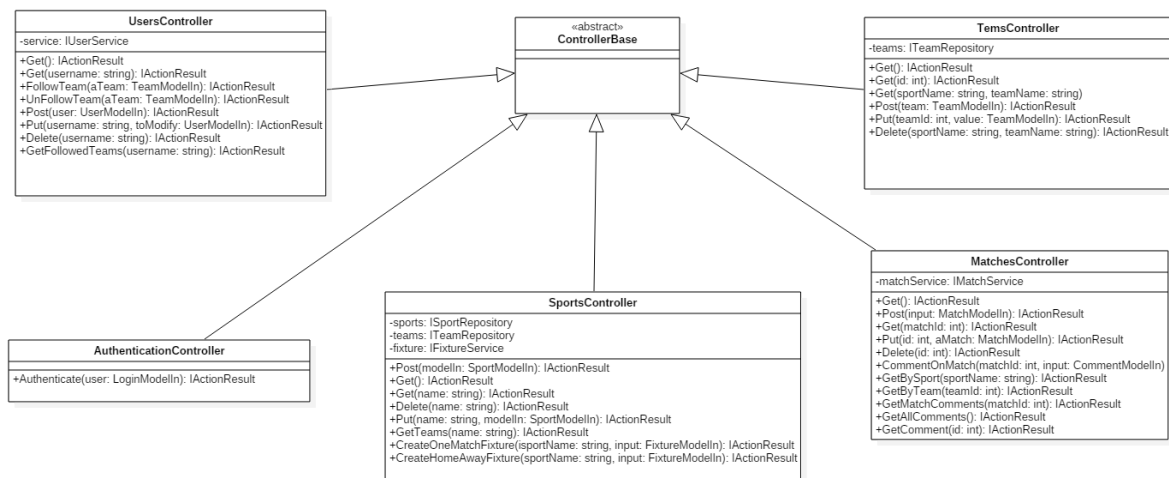 UsersController
-service: IUserService
+Get(): IActionResult
+Get(username: string): IActionResult
+FollowTeam(aTeam: TeamModelIn): IActionResult
+UnFollowTeam(aTeam: TeamModelIn): IActionResult
+Post(user: UserModelIn): IActionResult
+Put(username: string, toModify: UserModelIn): IActionResult
+Delete(username: string): IActionResult
+GetFollowedTeams(username: string): IActionResult
«abstract»
ControllerBase
TemsController
-teams: ITeamRepository
+Get(): IActionResult
+Get(id: int): IActionResult
+Get(sportName: string, teamName: string)
+Post(team: TeamModelIn): IActionResult
+Put(teamId: int, value: TeamModelIn): IActionResult
+Delete(sportName: string, teamName: string): IActionResult
AuthenticationController
+Authenticate(user: LoginModelIn): IActionResult
SportsController
-sports: ISportRepository
-teams: ITeamRepository
-fixture: IFixtureService
+Post(modelIn: SportModelIn): IActionResult
+Get(): IActionResult
+Get(name: string): IActionResult
+Delete(name: string): IActionResult
+Put(name: string, modelIn: SportModelIn): IActionResult
+GetTeams(name: string): IActionResult
+CreateOneMatchFixture(isportName: string, input: FixtureModelIn): IActionResult
+CreateHomeAwayFixture(sportName: string, input: FixtureModelIn): IActionResult
MatchesController
-matchService: IMatchService
+Get(): IActionResult
+Post(input: MatchModelIn): IActionResult
+Get(matchId: int): IActionResult
+Put(id: int, aMatch: MatchModelIn): IActionResult
+Delete(id: int): IActionResult
+CommentOnMatch(matchId: int, input: CommentModelIn)
+GetBySport(sportName: string): IActionResult
+GetByTeam(teamId: int): IActionResult
+GetMatchComments(matchId: int): IActionResult
+GetAllComments(): IActionResult
+GetComment(id: int): IActionResult